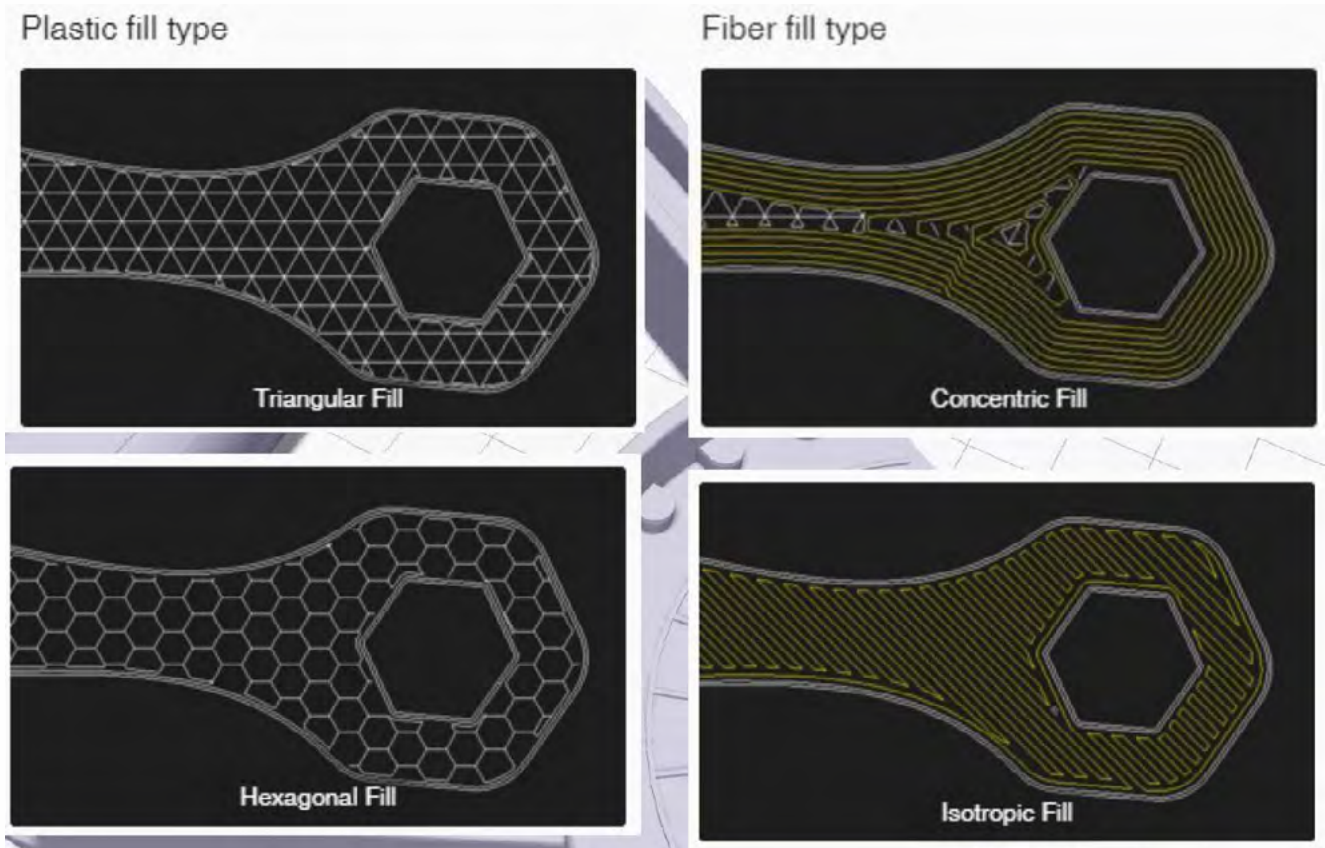 Plastic fill type
Fiber fill type
Triangular Fill
Concentric Fill
Hexagonal Fill
Isotropic Fill